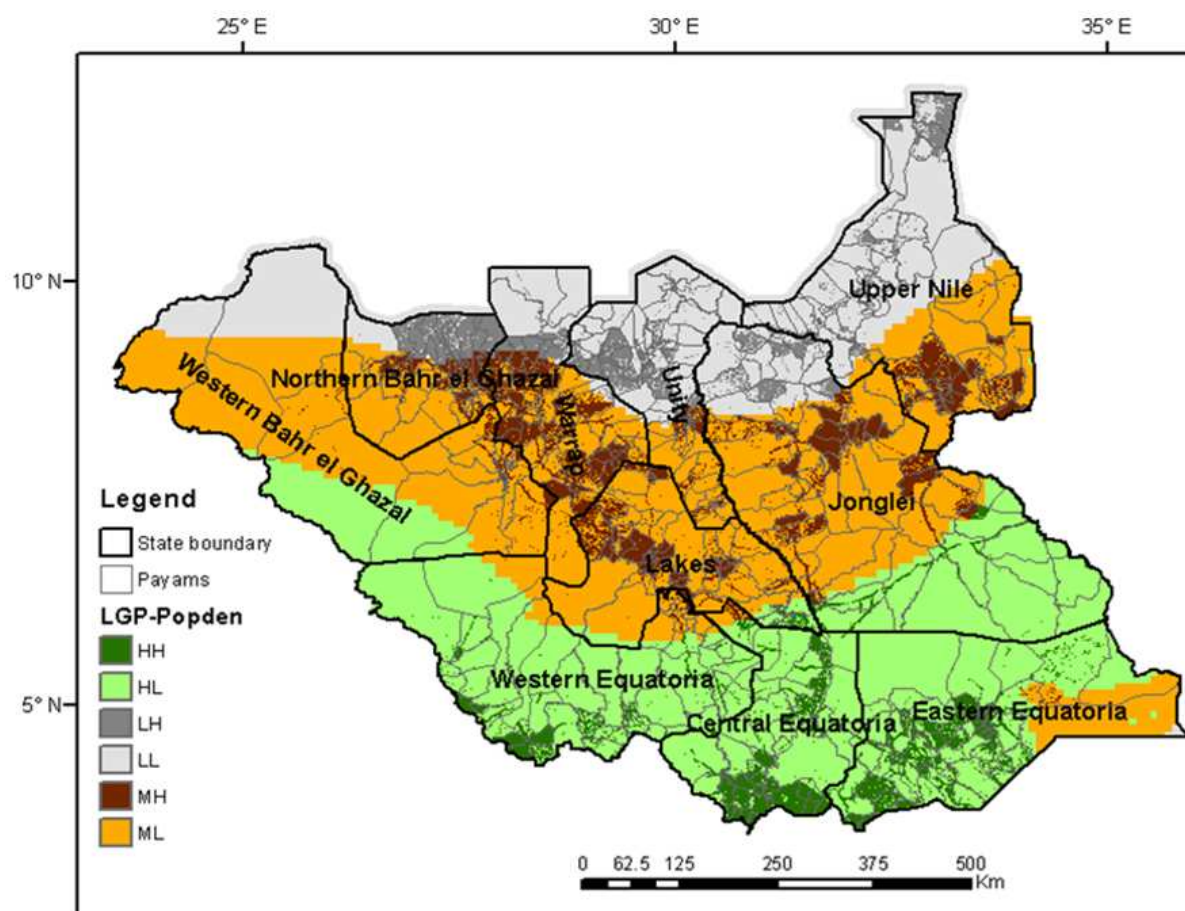 25° E
30° E
35° E
10° N
5° N
Upper Nile
Northern Bahr el Ghazal
Western Bahr el Ghazal
Warrap
Unity
Jonglei
Lakes
Western Equatoria
Central Equatoria
Eastern Equatoria
Legend
State boundary
Payams
LGP-Popden
HH
HL
LH
LL
MH
ML
0 62.5 125 250 375 500
Km